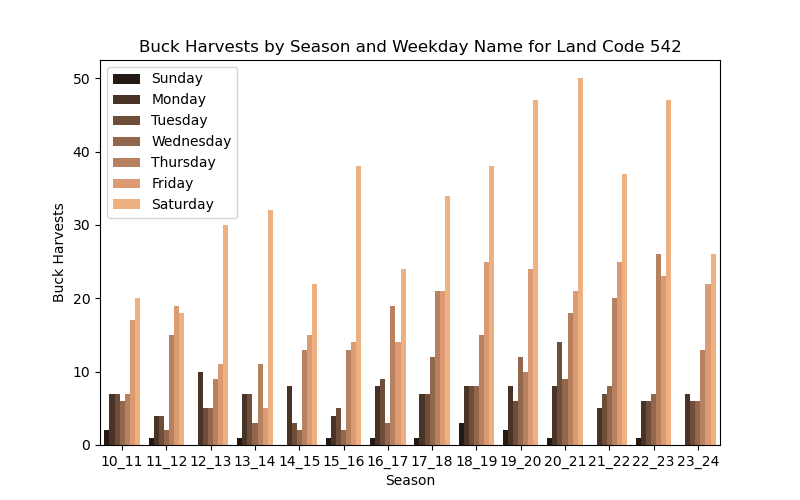 Buck Harvests by Season and Weekday Name for Land Code 542
Sunday
Monday
Tuesday
Wednesday
Thursday
Friday
Saturday
50
40
30
20
10
0
Buck Harvests
10_11 11_12 12_13 13_14 14_15 15_16 16_17 17_18 18_19 19_20 20_21 21_22 22_23 23_24
Season